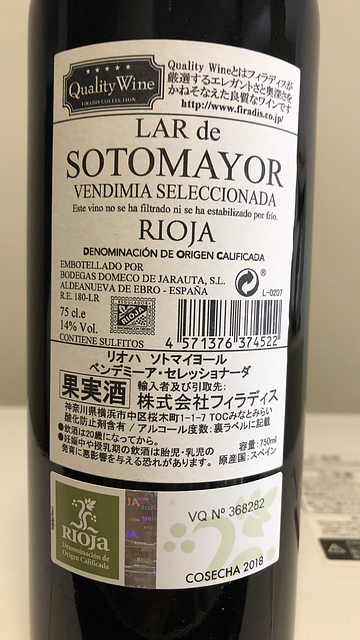 Quality Wine
FIRADIS COLLECTION
Quality Wineとはフィラディスが
厳選するエレガントさと奥深さを
かねそなえた良質なワインです
http://www.firadis.co.jp/
LAR de
SOTOMAYOR
VENDIMIA SELECCIONADA
Este vino no se ha filtrado ni se ha estabilizado por frío.
RIOJA
DENOMINACIÓN DE ORIGEN CALIFICADA
EMBOTELLADO POR
BODEGAS DOMECO DE JARAUTA, S.L.
ALDEANUEVA DE EBRO - ESPAÑA
R.E. 180-LR
L-0207
75 cl.e
14% Vol.
RIOJA
CONTIENE SULFITOS
4 571376 374522
リオハ ソトマイヨール
ベンデミーア・セレッショナーダ
果実酒
輸入者及び引取先:
株式会社フィラディス
神奈川県横浜市中区桜木町1-1-7 TOCみなとみらい
酸化防止剤含有 / アルコール度数:裏ラベルに記載
●飲酒は20歳になってから。
容量:750ml
●妊娠中や授乳期の飲酒は胎児・乳児の
原産国:スペイン
発育に悪影響を与える恐れがあります。
RIOJA
Denominación de
Origen Calificada
VQ Nº 368282
COSECHA 2018